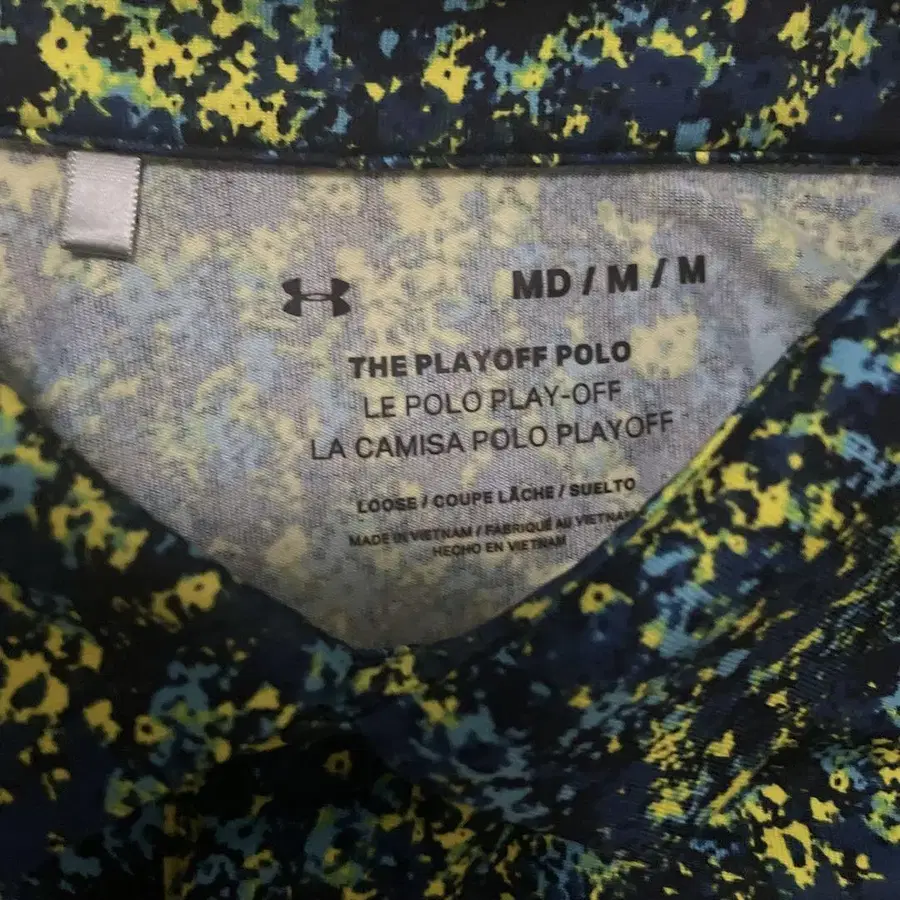 MD / M / M
THE PLAYOFF POLO
LE POLO PLAY-OFF
LA CAMISA POLO PLAYOFF
LOOSE / COUPE LÂCHE / SUELTO
MADE IN VIETNAM / FABRIQUÉ AU VIETNAM
HECHO EN VIETNAM